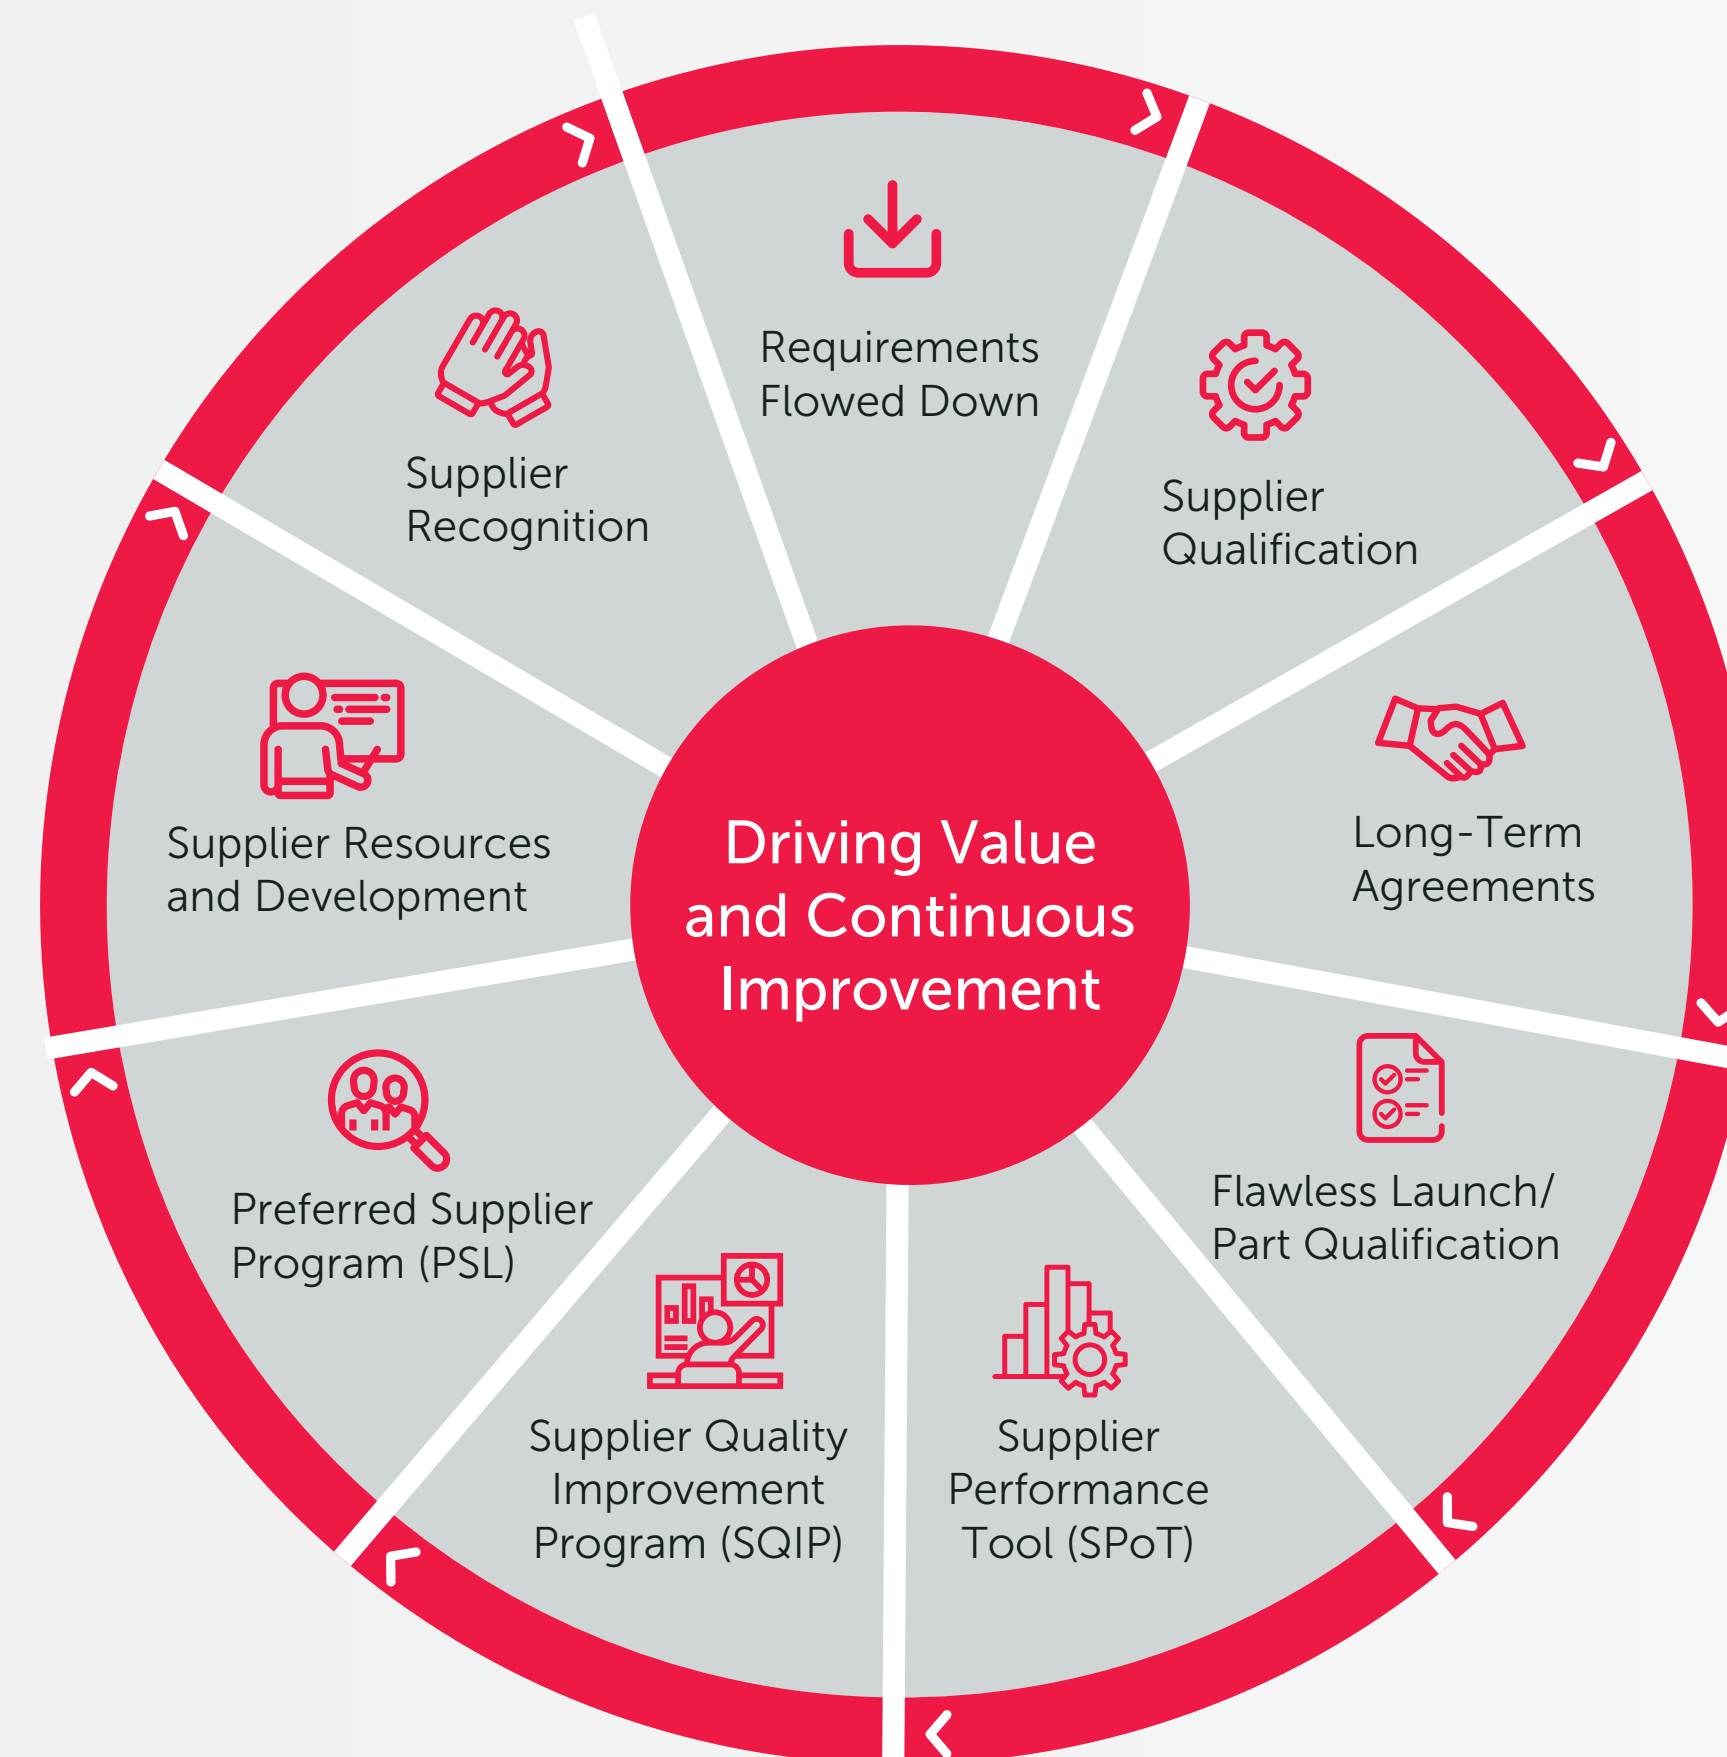 Requirements
Flowed Down
Supplier
Qualification
Long-Term
Agreements
Flawless Launch/
Part Qualification
Supplier
Performance
Tool (SPoT)
Supplier Quality
Improvement
Program (SQIP)
Preferred Supplier
Program (PSL)
Supplier Resources
and Development
Supplier
Recognition
Driving Value
and Continuous
Improvement